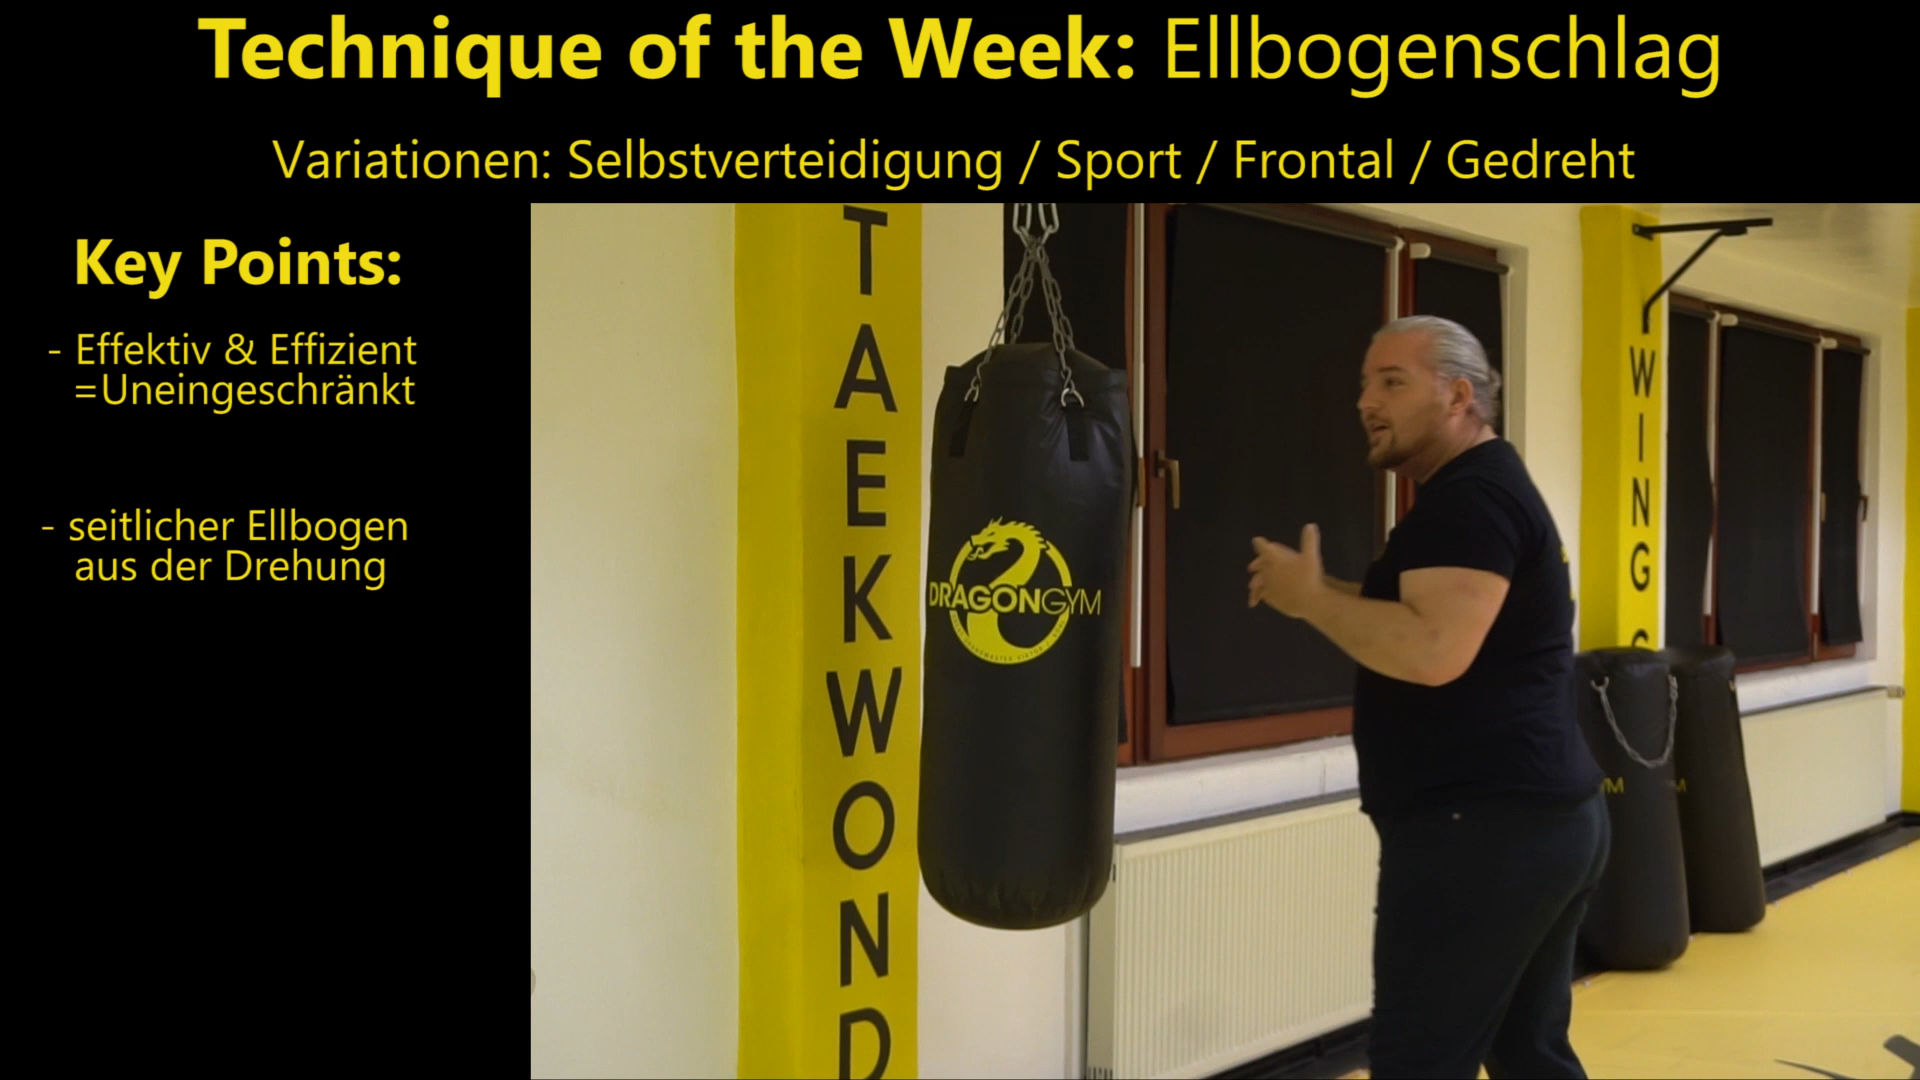 Technique of the Week: Ellbogenschlag
Variationen: Selbstverteidigung / Sport / Frontal / Gedreht
Key Points:
- Effektiv & Effizient
=Uneingeschränkt
- seitlicher Ellbogen
aus der Drehung
TAEKWOND
DRAGONGYM
WING